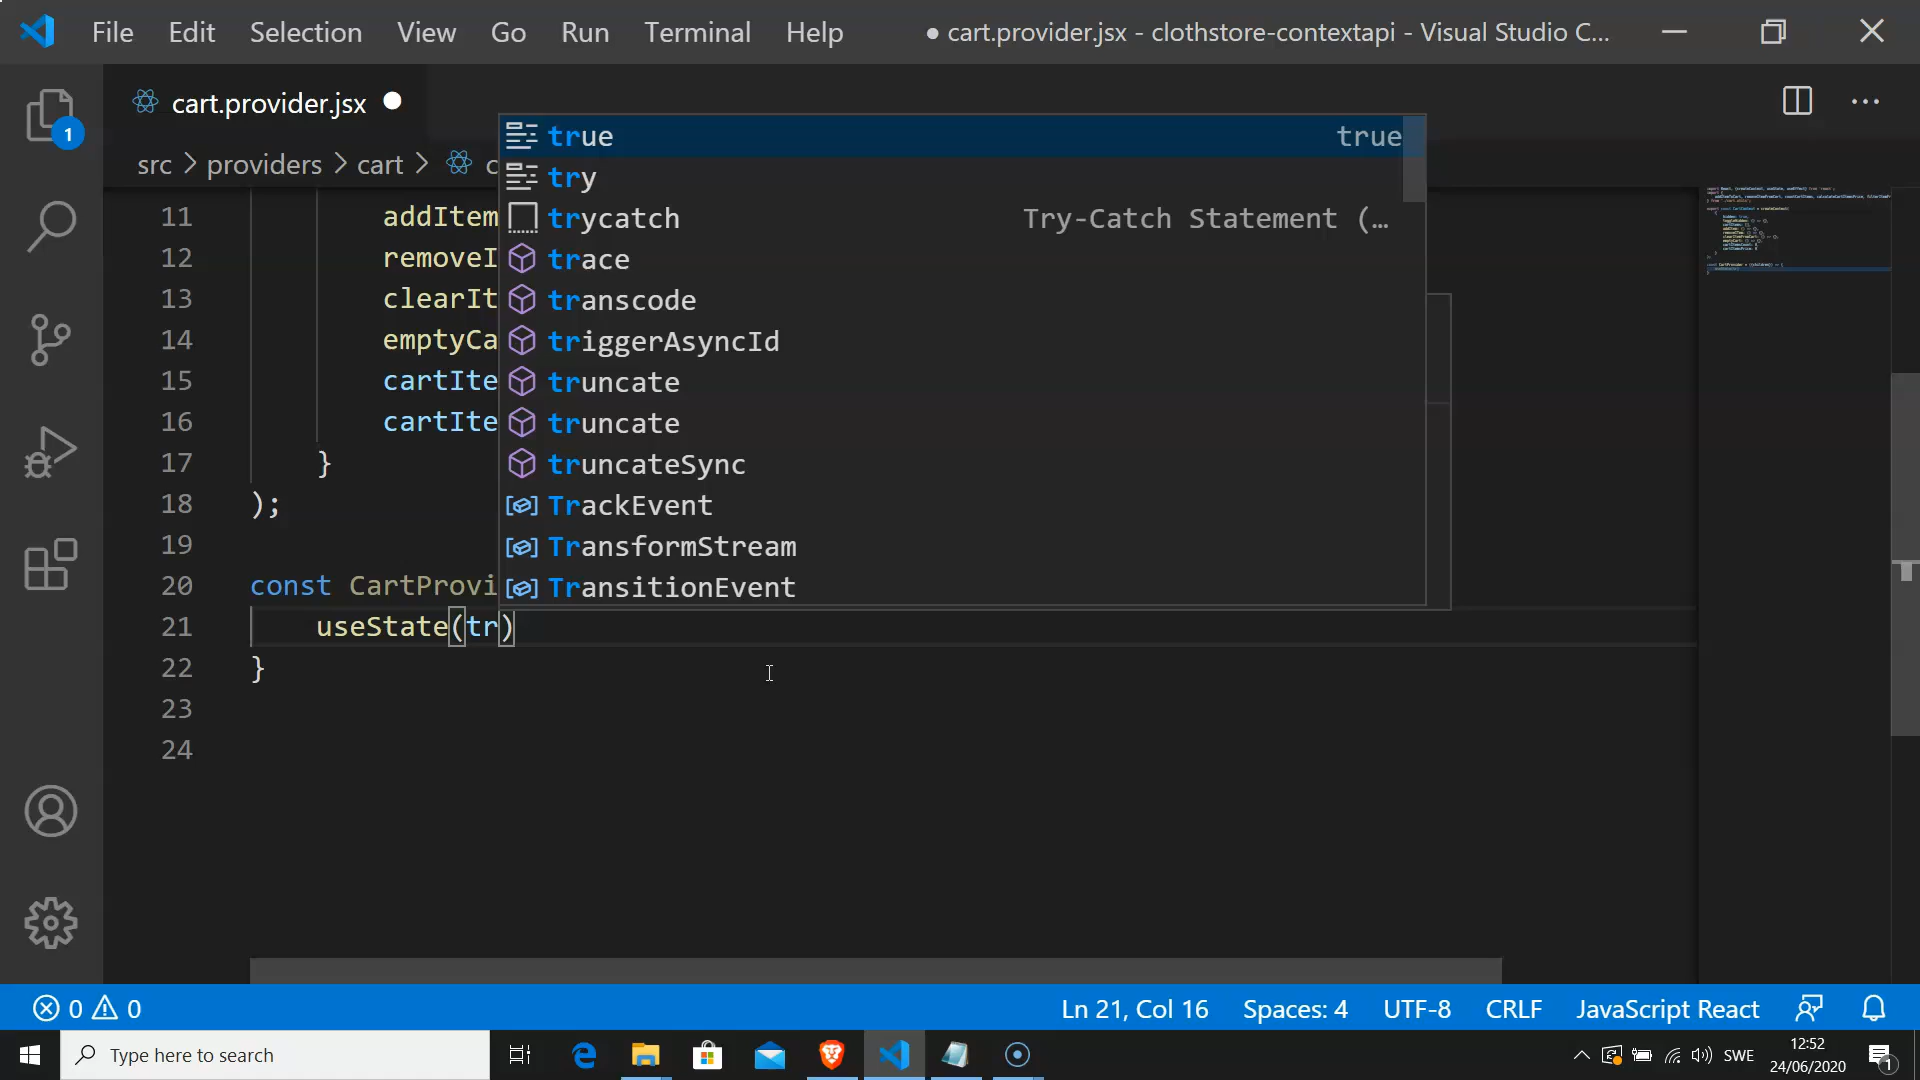 File Edit Selection View Go Run Terminal Help
● cart.provider.jsx - clothstore-contextapi - Visual Studio C...
cart.provider.jsx ●
src > providers > cart > c
1
true true
try
trycatch Try-Catch Statement (…
trace
transcode
triggerAsyncId
truncate
truncate
truncateSync
TrackEvent
TransformStream
TransitionEvent
11 addItem
12 removeI
13 clearIt
14 emptyCa
15 cartIte
16 cartIte
17 }
18 );
19
20 const CartProvi
21 useState(tr)
22 }
23
24
0 0
Ln 21, Col 16 Spaces: 4 UTF-8 CRLF JavaScript React
Type here to search
SWE
12:52
24/06/2020
1